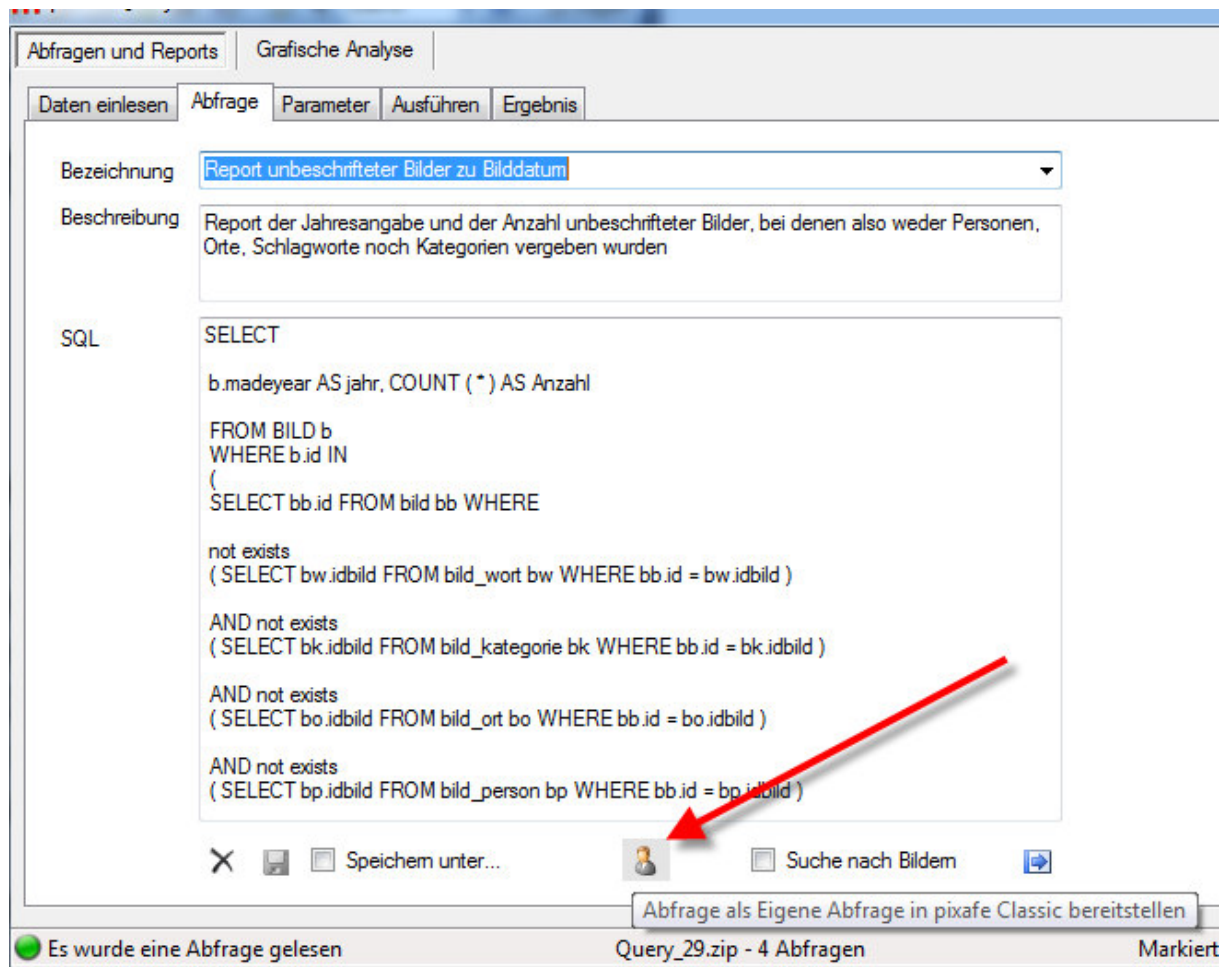 Abfragen und Reports
Grafische Analyse
Daten einlesen
Abfrage
Parameter
Ausführen
Ergebnis
Bezeichnung
Report unbeschrifteter Bilder zu Bilddatum
Beschreibung
Report der Jahresangabe und der Anzahl unbeschrifteter Bilder, bei denen also weder Personen,
Orte, Schlagworte noch Kategorien vergeben wurden
SQL
SELECT
b.madeyear AS jahr, COUNT ( * ) AS Anzahl
FROM BILD b
WHERE b.id IN
(
SELECT bb.id FROM bild bb WHERE
not exists
( SELECT bw.idbild FROM bild_wort bw WHERE bb.id = bw.idbild )
AND not exists
( SELECT bk.idbild FROM bild_kategorie bk WHERE bb.id = bk.idbild )
AND not exists
( SELECT bo.idbild FROM bild_ort bo WHERE bb.id = bo.idbild )
AND not exists
( SELECT bp.idbild FROM bild_person bp WHERE bb.id = bp.idbild )
Speichern unter...
Suche nach Bildern
Abfrage als Eigene Abfrage in pixafe Classic bereitstellen
Es wurde eine Abfrage gelesen
Query_29.zip - 4 Abfragen
Markiert